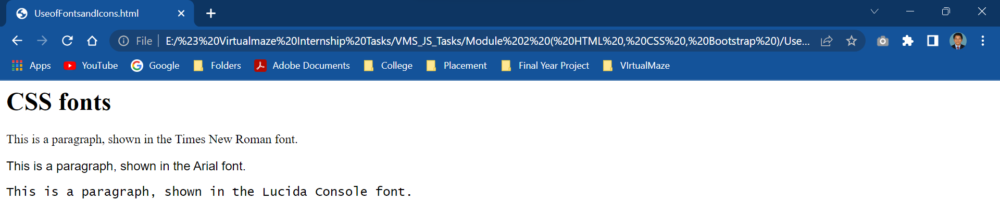 UseofFontsandIcons.html
File
E:/%23%20Virtualmaze%20Internship%20Tasks/VMS_JS_Tasks/Module%202%20(%20HTML%20,%20CSS%20,%20Bootstrap%20)/Use...
Apps YouTube Google Folders Adobe Documents College Placement Final Year Project VIrtualMaze
CSS fonts
This is a paragraph, shown in the Times New Roman font.
This is a paragraph, shown in the Arial font.
This is a paragraph, shown in the Lucida Console font.